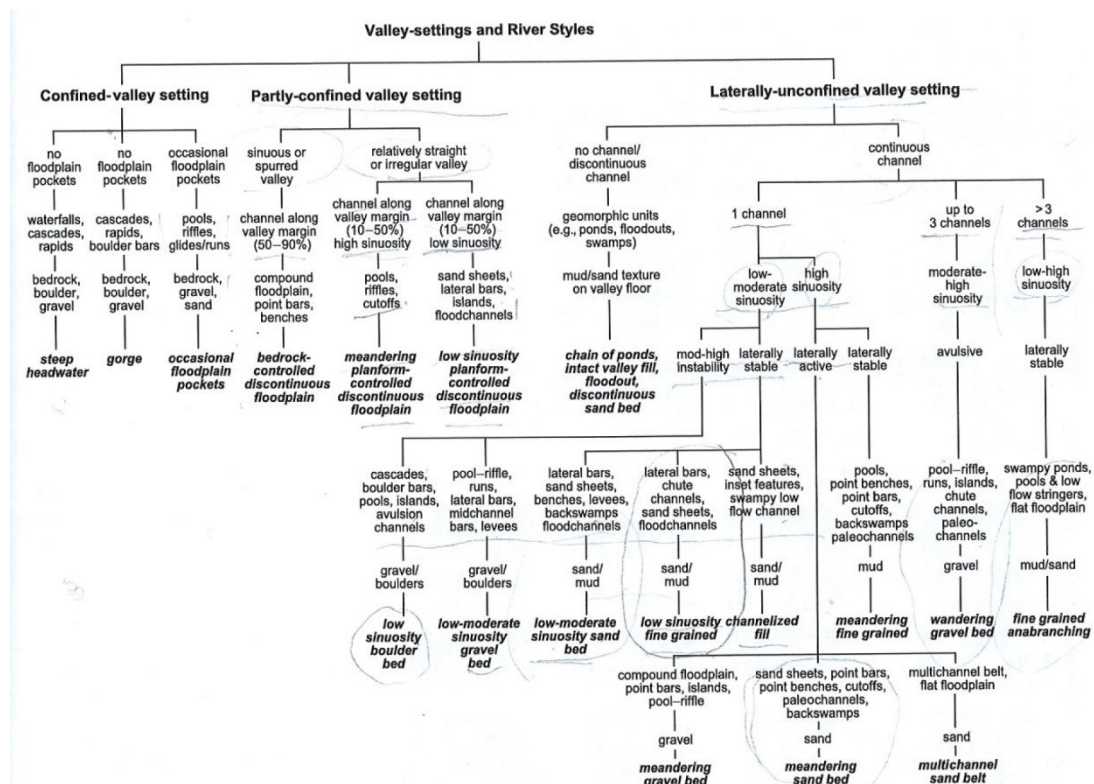 Valley-settings and River Styles
Confined-valley setting
Partly-confined valley setting
Laterally-unconfined valley setting
no
floodplain
pockets
waterfalls,
cascades,
rapids
bedrock,
boulder,
gravel
steep
headwater
no
floodplain
pockets
cascades,
rapids,
boulder bars
bedrock,
boulder,
gravel
gorge
occasional
floodplain
pockets
pools,
riffles,
glides/runs
bedrock,
gravel,
sand
occasional
floodplain
pockets
sinuous or
spurred
valley
channel along
valley margin
(50–90%)
compound
floodplain,
point bars,
benches
bedrock-
controlled
discontinuous
floodplain
relatively straight
or irregular valley
channel along
valley margin
(10–50%)
high sinuosity
pools,
riffles,
cutoffs
meandering
planform-
controlled
discontinuous
floodplain
channel along
valley margin
(10–50%)
low sinuosity
sand sheets,
lateral bars,
islands,
floodchannels
low sinuosity
planform-
controlled
discontinuous
floodplain
no channel/
discontinuous
channel
geomorphic units
(e.g., ponds, floodouts,
swamps)
mud/sand texture
on valley floor
chain of ponds,
intact valley fill,
floodout,
discontinuous
sand bed
continuous
channel
1 channel
low-
moderate
sinuosity
high
sinuosity
mod-high
instability
laterally
stable
laterally
active
laterally
stable
up to
3 channels
moderate-
high
sinuosity
avulsive
>3
channels
low-high
sinuosity
laterally
stable
cascades,
boulder bars,
pools, islands,
avulsion
channels
gravel/
boulders
low
sinuosity
boulder
bed
pool–riffle,
runs,
lateral bars,
midchannel
bars, levees
gravel/
boulders
low-moderate
sinuosity
gravel
bed
lateral bars,
sand sheets,
benches, levees,
backswamps
floodchannels
sand/
mud
low-moderate
sinuosity sand
bed
lateral bars,
chute
channels,
sand sheets,
floodchannels
sand/
mud
low sinuosity
fine grained
sand sheets,
inset features,
swampy low
flow channel
sand/
mud
channelized
fill
pools,
point benches,
point bars,
cutoffs,
backswamps
paleochannels
mud
meandering
fine grained
pool–riffle,
runs, islands,
chute
channels,
paleo-
channels
gravel
wandering
gravel bed
swampy ponds,
pools & low
flow stringers,
flat floodplain
mud/sand
fine grained
anabranching
compound floodplain,
point bars, islands,
pool–riffle
gravel
meandering
gravel bed
sand sheets, point bars,
point benches, cutoffs,
paleochannels,
backswamps
sand
meandering
sand bed
multichannel belt,
flat floodplain
sand
multichannel
sand belt